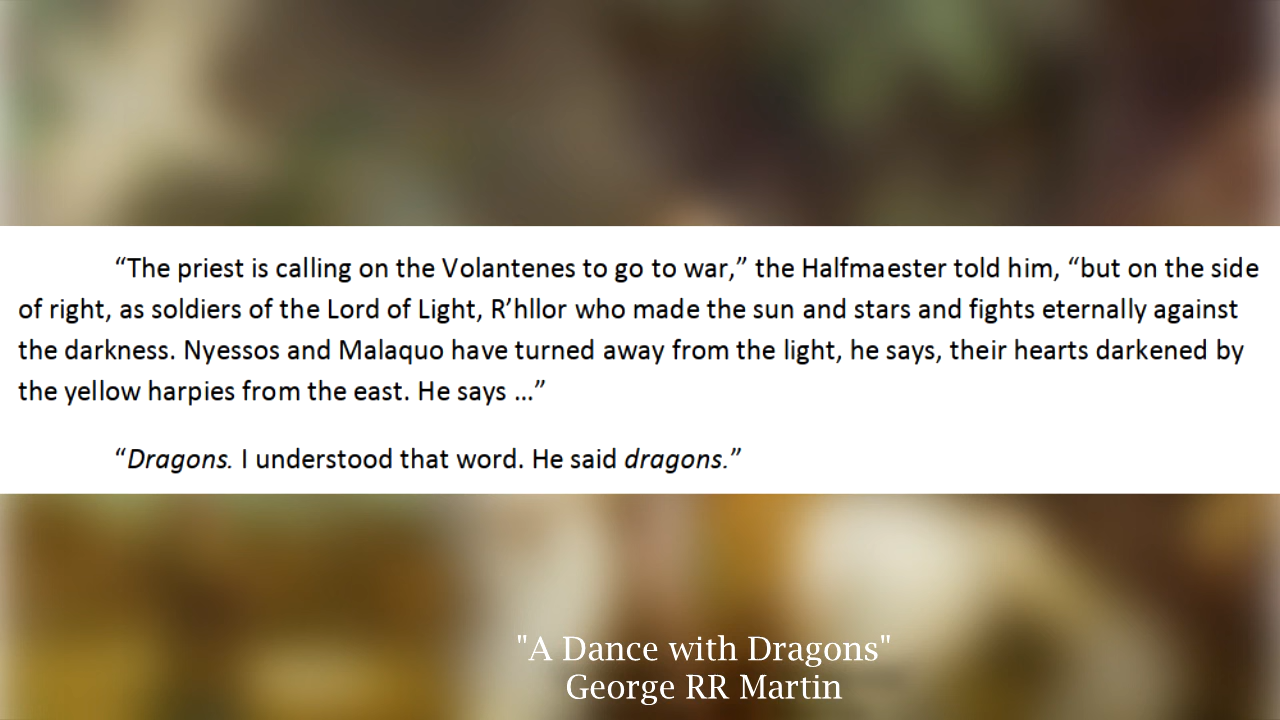 “The priest is calling on the Volantenes to go to war,” the Halfmaester told him, “but on the side
of right, as soldiers of the Lord of Light, R’hllor who made the sun and stars and fights eternally against
the darkness. Nyessos and Malaquo have turned away from the light, he says, their hearts darkened by
the yellow harpies from the east. He says …”
“Dragons. I understood that word. He said dragons.”
"A Dance with Dragons"
George RR Martin